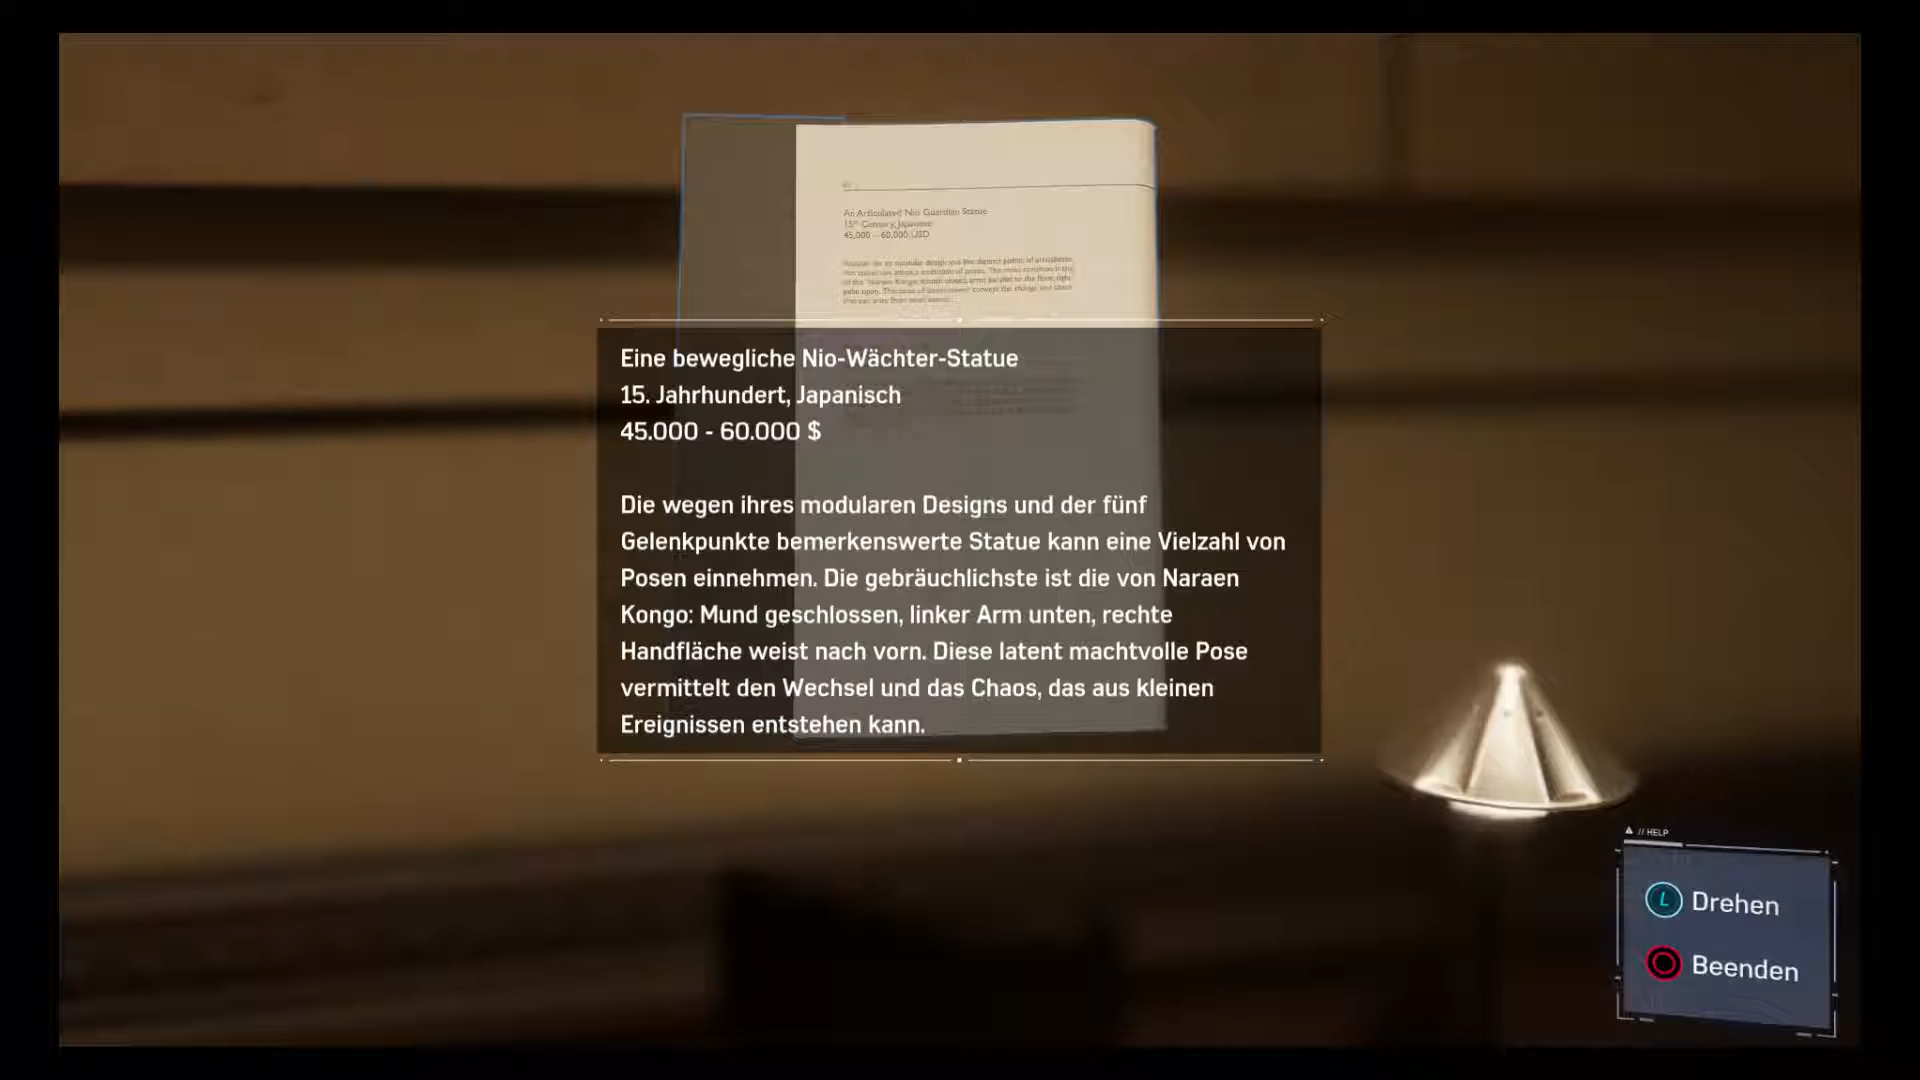 An Articulated Nio Guardian Statue
15th Century, Japanese
45,000 - 60,000 USD
Eine bewegliche Nio-Wächter-Statue
15. Jahrhundert, Japanisch
45.000 - 60.000 $
Die wegen ihres modularen Designs und der fünf
Gelenkpunkte bemerkenswerte Statue kann eine Vielzahl von
Posen einnehmen. Die gebräuchlichste ist die von Naraen
Kongo: Mund geschlossen, linker Arm unten, rechte
Handfläche weist nach vorn. Diese latent machtvolle Pose
vermittelt den Wechsel und das Chaos, das aus kleinen
Ereignissen entstehen kann.
// HELP
L Drehen
Beenden